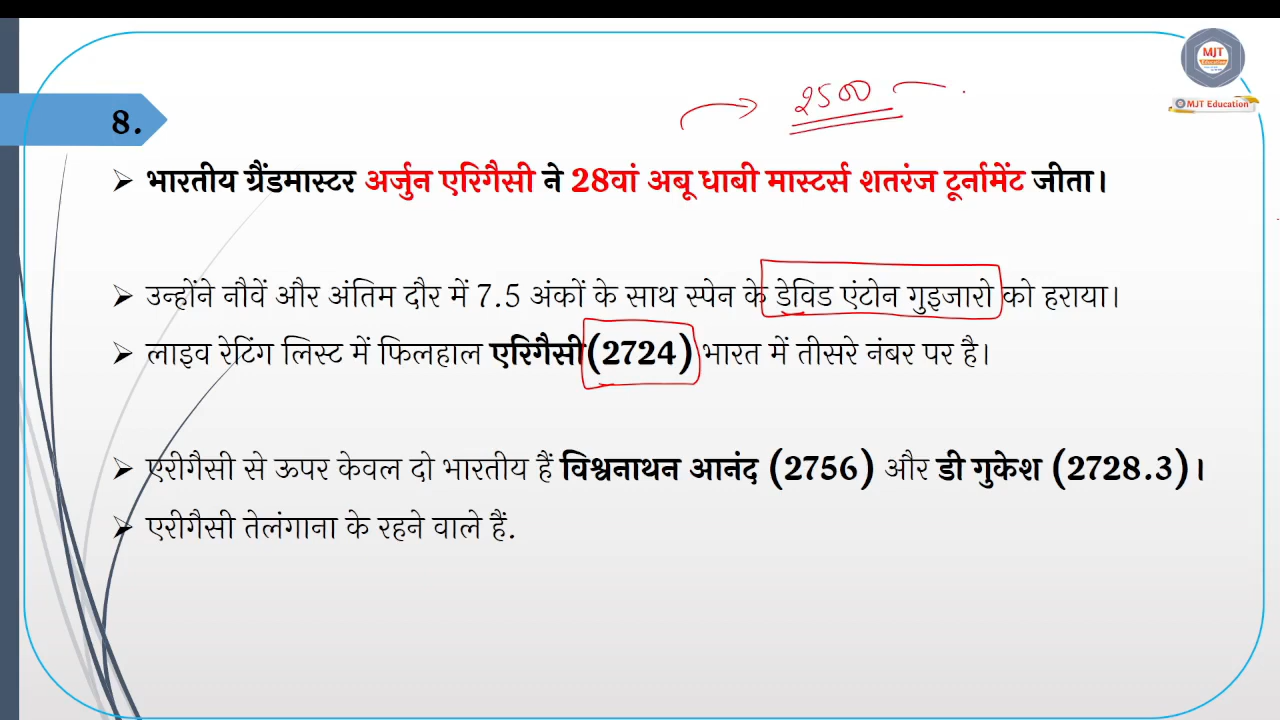 MJT
Education
MJT Education
2500
8.
भारतीय ग्रैंडमास्टर अर्जुन एरिगैसी ने 28वां अबू धाबी मास्टर्स शतरंज टूर्नामेंट जीता।
उन्होंने नौवें और अंतिम दौर में 7.5 अंकों के साथ स्पेन के डेविड एंटोन गुइजारो को हराया।
लाइव रेटिंग लिस्ट में फिलहाल एरिगैसी(2724) भारत में तीसरे नंबर पर है।
एरीगैसी से ऊपर केवल दो भारतीय हैं विश्वनाथन आनंद (2756) और डी गुकेश (2728.3)।
एरीगैसी तेलंगाना के रहने वाले हैं.